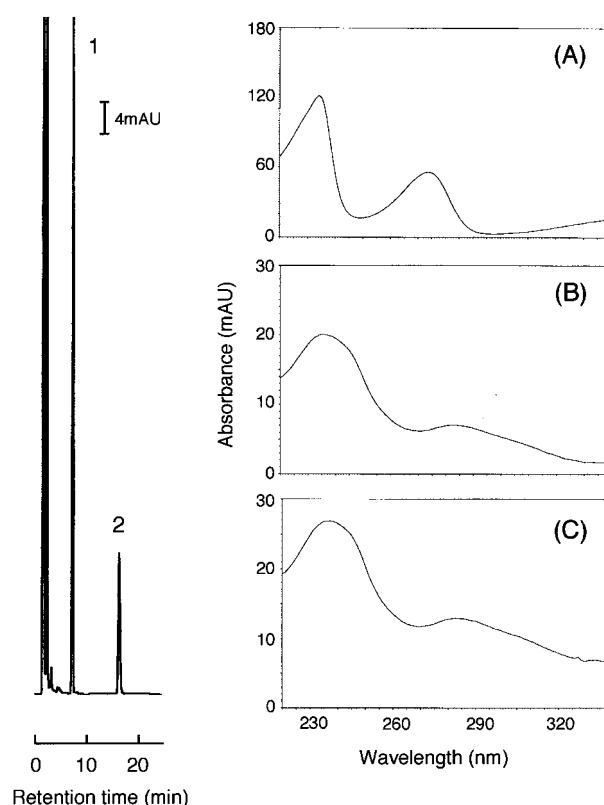 1
4mAU
2
0 10 20
Retention time (min)
Absorbance (mAU)
180
120
60
0
(A)
30
20
10
0
(B)
30
20
10
0
(C)
230 260 290 320
Wavelength (nm)